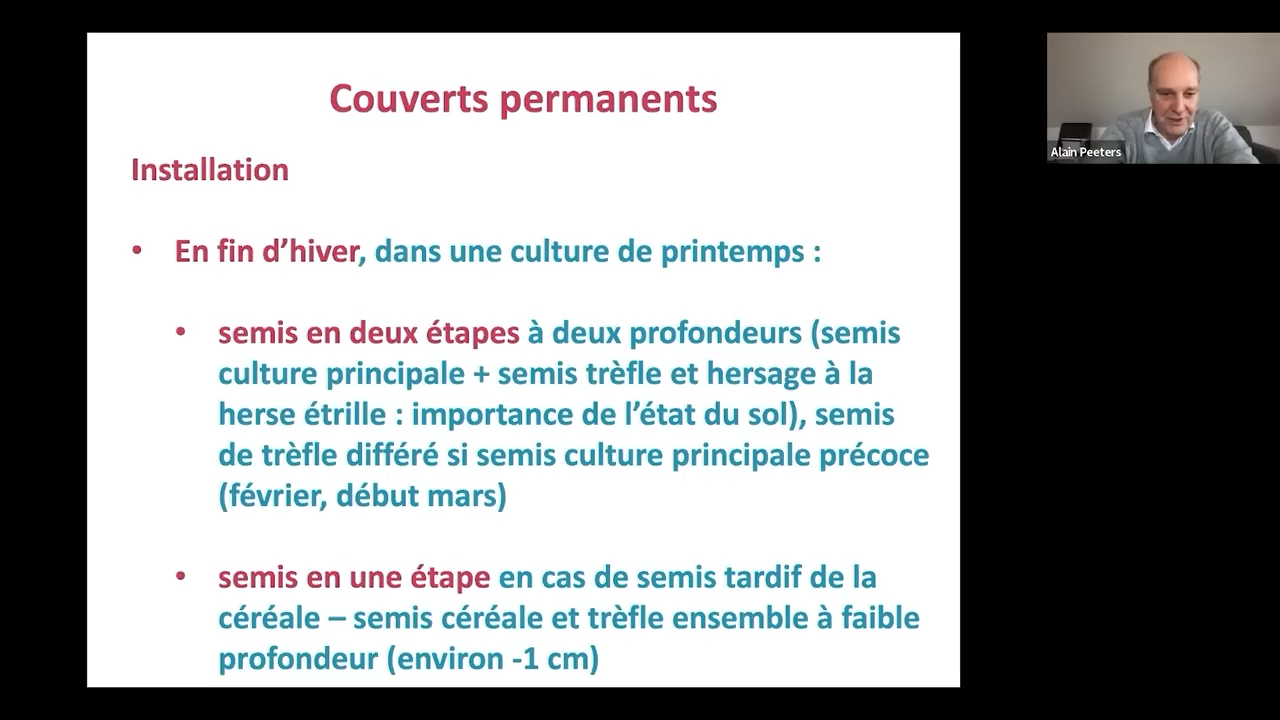 Couverts permanents
Installation
• En fin d’hiver, dans une culture de printemps :
• semis en deux étapes à deux profondeurs (semis
culture principale + semis trèfle et hersage à la
herse étrille : importance de l’état du sol), semis
de trèfle différé si semis culture principale précoce
(février, début mars)
• semis en une étape en cas de semis tardif de la
céréale – semis céréale et trèfle ensemble à faible
profondeur (environ -1 cm)
Alain Peeters